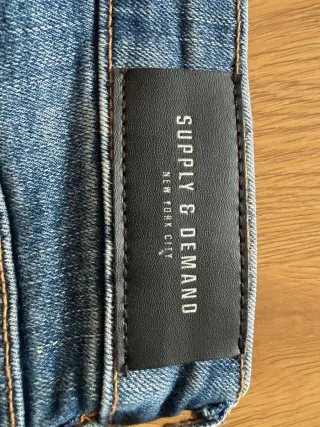 SUPPLY & DEMAND
NEW YORK CITY